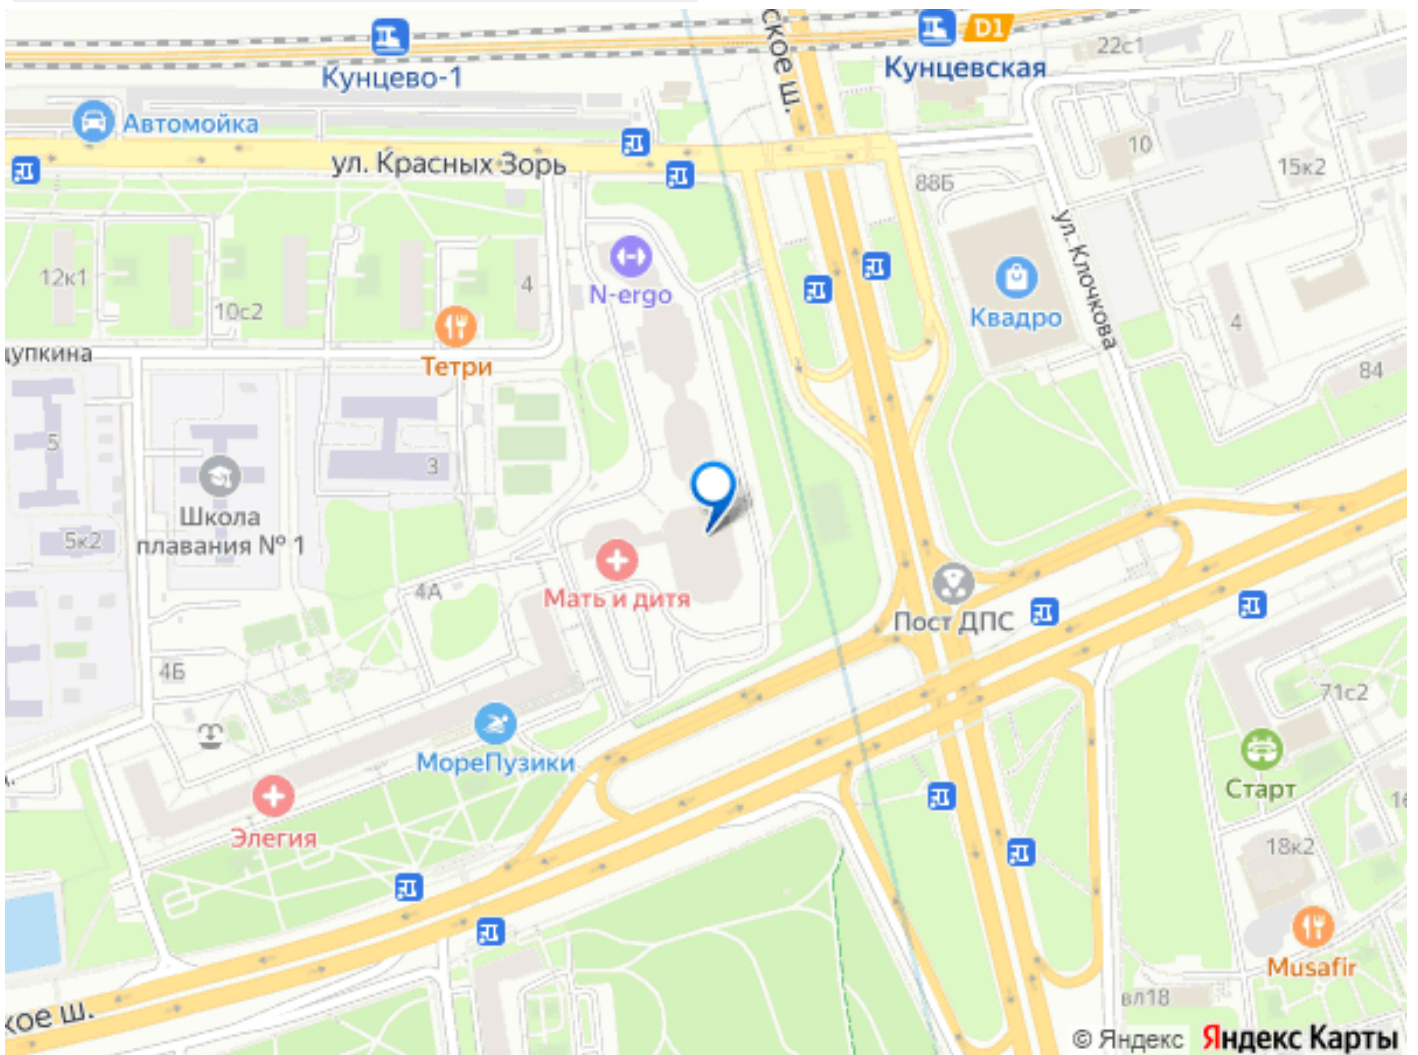 ское ш.
D1
22с1
Кунцево-1
Кунцевская
Автомойка
ул. Красных Зорь
10
15к2
88Б
ул. Клочкова
12к1
4
N-ergo
10с2
Квадро
4
цупкина
Тетри
84
5
3
Школа
плавания № 1
5к2
4А
Мать и дитя
Пост ДПС
4Б
71с2
МореПузики
Старт
Элегия
16
18к2
Musafir
вл18
кое ш.
© Яндекс Яндекс Карты